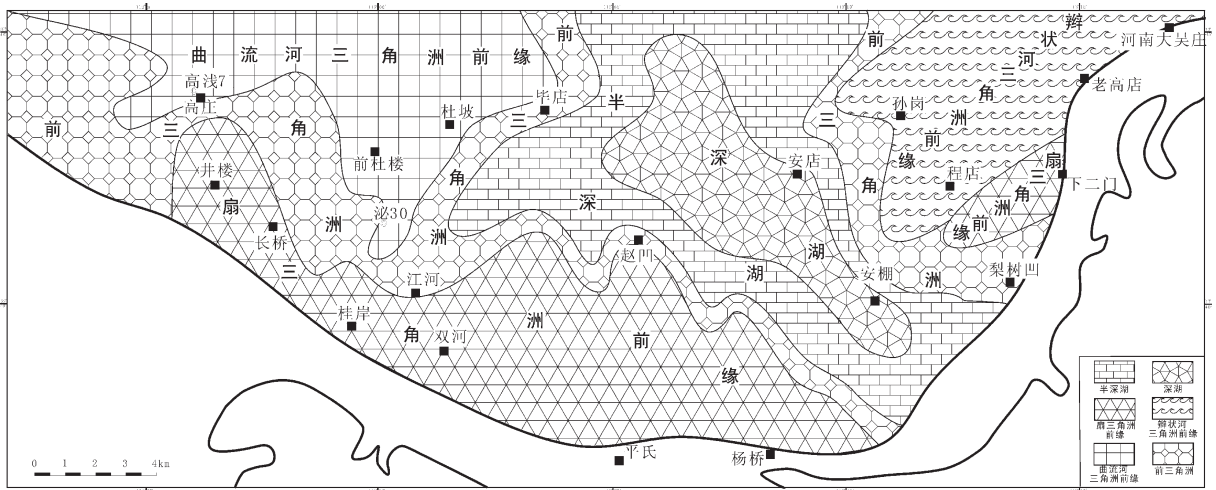 曲流河三角洲前缘
前三角洲
半深湖
深湖
前三角洲
辫状河三角洲前缘
扇三角洲前缘
扇三角洲前缘
前三角洲
河南大吴庄
老高店
高浅7
高庄
杜坡
毕店
孙岗
前杜楼
井楼
安店
程店
下二门
泌30
长桥
赵凹
江河
安棚
梨树凹
桂岸
双河
平氏
杨桥
0 1 2 3 4km
半深湖
深湖
扇三角洲
前缘
辫状河
三角洲前缘
曲流河
三角洲前缘
前三角洲